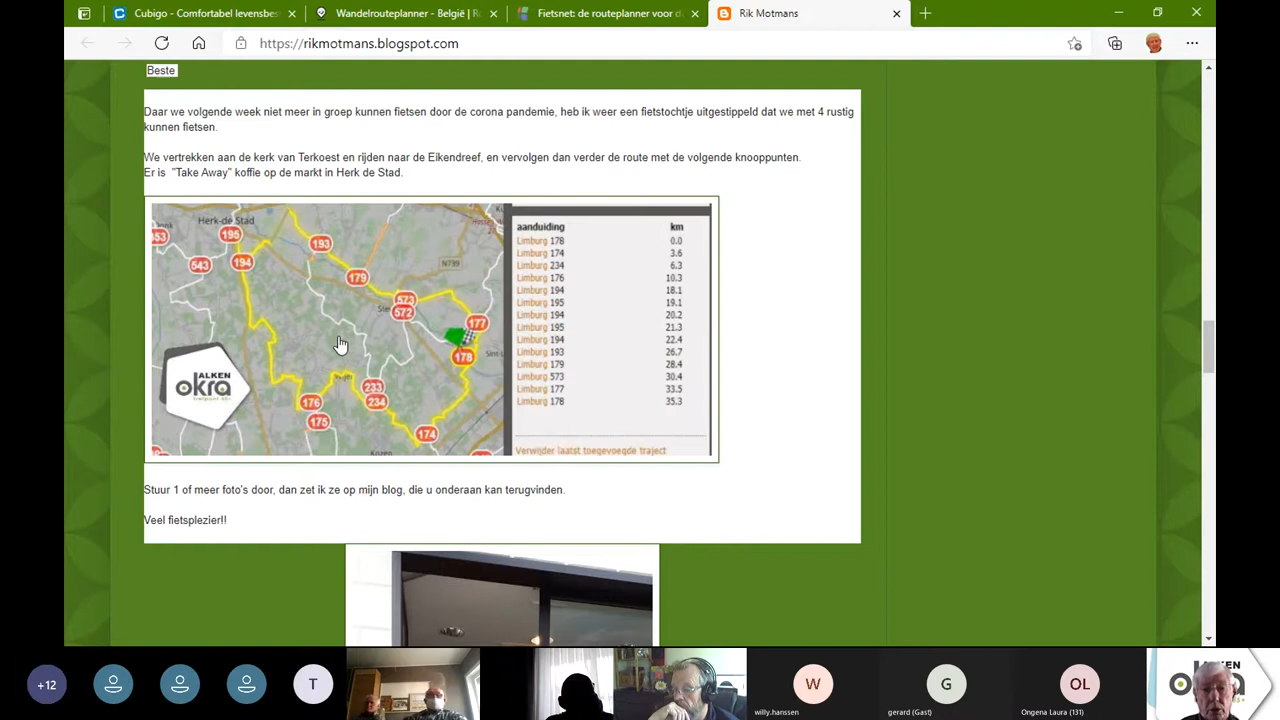 Cubigo - Comfortabel levensbes
Wandelrouteplanner - België | Ro
Fietsnet: de routeplanner voor d
Rik Motmans
https://rikmotmans.blogspot.com
Beste
Daar we volgende week niet meer in groep kunnen fietsen door de corona pandemie, heb ik weer een fietstochtje uitgestippeld dat we met 4 rustig
kunnen fietsen.
We vertrekken aan de kerk van Terkoest en rijden naar de Eikendreef, en vervolgen dan verder de route met de volgende knooppunten.
Er is "Take Away" koffie op de markt in Herk de Stad.
Herk-de Stad
195
193
543
194
N739
179
573
572
177
178
233
234
176
175
174
Kozen
ALKEN
okra
aanduiding km
Limburg 178 0.0
Limburg 174 3.6
Limburg 234 6.3
Limburg 176 10.3
Limburg 194 18.1
Limburg 195 19.1
Limburg 194 20.2
Limburg 195 21.3
Limburg 194 22.4
Limburg 193 26.7
Limburg 179 28.4
Limburg 573 30.4
Limburg 177 33.5
Limburg 178 35.3
Verwijder laatst toegevoegde traject
Stuur 1 of meer foto's door, dan zet ik ze op mijn blog, die u onderaan kan terugvinden.
Veel fietsplezier!!
+12
T
W
willy.hanssen
G
gerard (Gast)
OL
Ongena Laura (131)